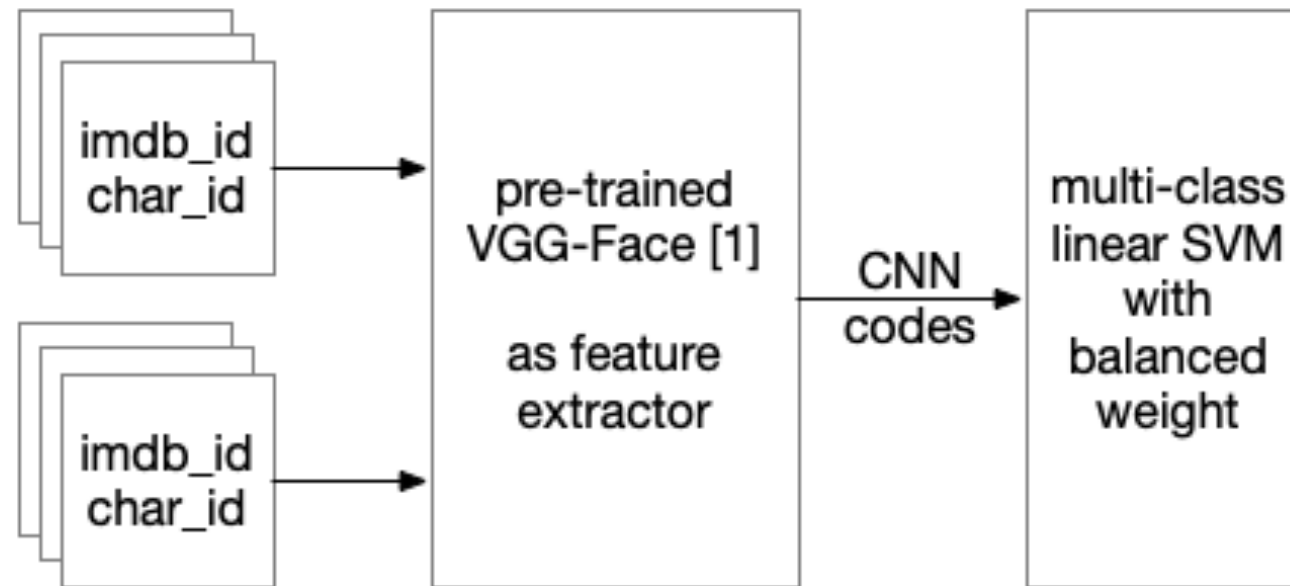 imdb_id
char_id
imdb_id
char_id
pre-trained
VGG-Face [1]
as feature
extractor
CNN
codes
multi-class
linear SVM
with
balanced
weight